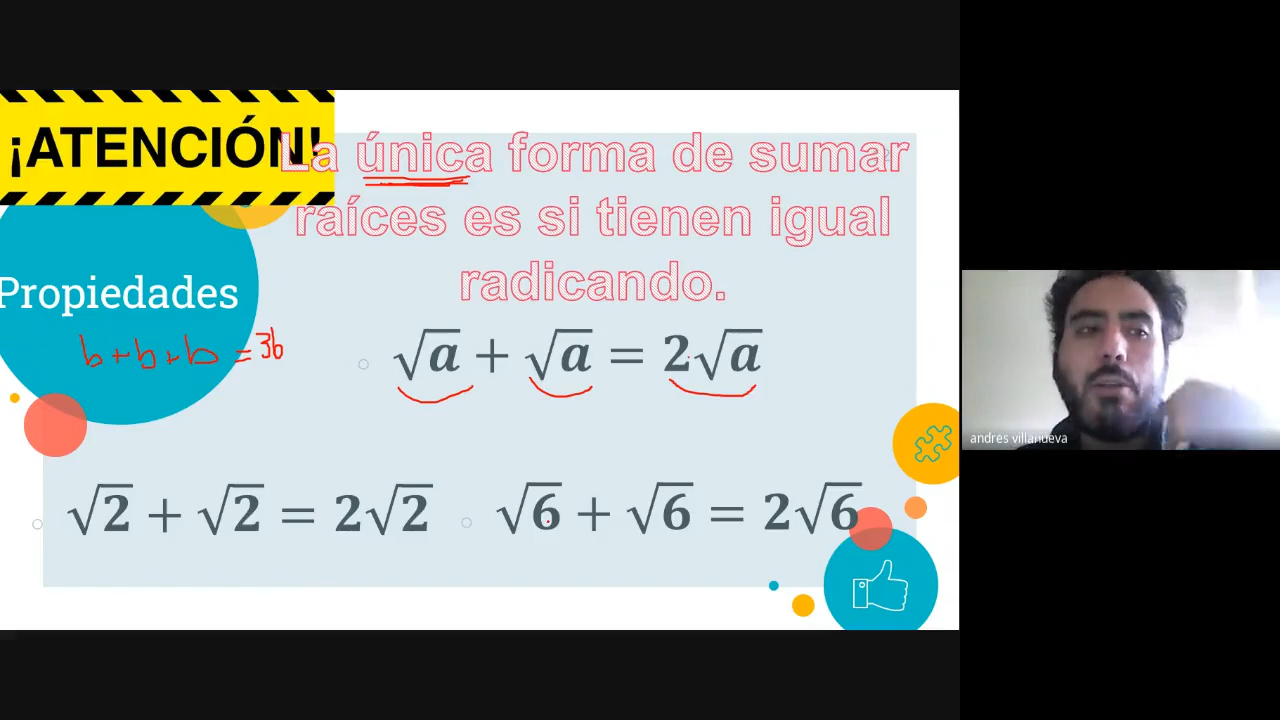 ¡ATENCIÓN!
La única forma de sumar
raíces es si tienen igual
radicando.
Propiedades
b+b+b=3b
√a + √a = 2√a
√2 + √2 = 2√2
√6 + √6 = 2√6
andres villanueva